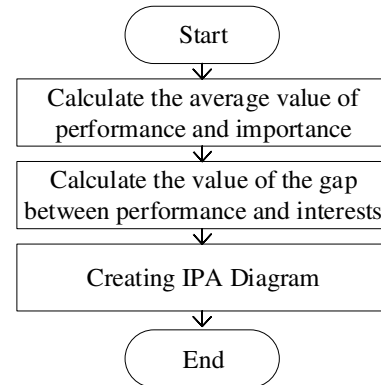 Start
Calculate the average value of
performance and importance
Calculate the value of the gap
between performance and interests
Creating IPA Diagram
End